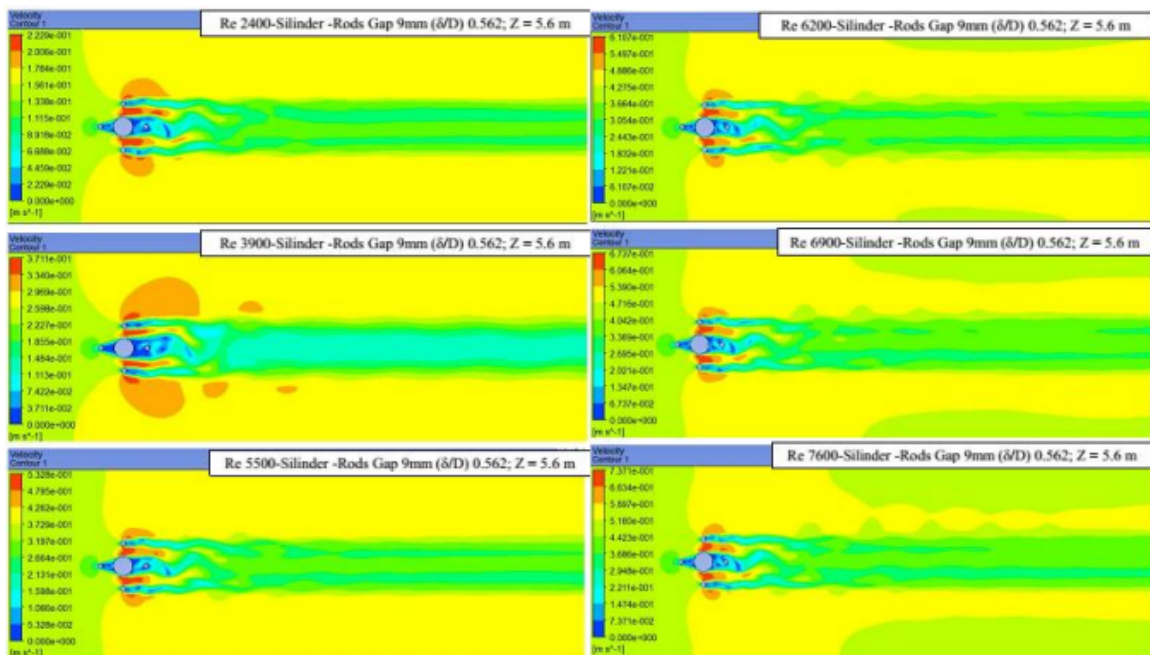 Velocity
Contour 1
Re 2400-Silinder -Rods Gap 9mm (δ/D) 0.562; Z = 5.6 m
2.229e-001
2.006e-001
1.784e-001
1.561e-001
1.338e-001
1.115e-001
8.918e-002
6.688e-002
4.459e-002
2.229e-002
0.000e+000
[m s^-1]
Velocity
Contour 1
Re 3900-Silinder -Rods Gap 9mm (δ/D) 0.562; Z = 5.6 m
3.711e-001
3.340e-001
2.969e-001
2.598e-001
2.227e-001
1.855e-001
1.484e-001
1.113e-001
7.422e-002
3.711e-002
0.000e+000
[m s^-1]
Velocity
Contour 1
Re 5500-Silinder -Rods Gap 9mm (δ/D) 0.562; Z = 5.6 m
5.328e-001
4.795e-001
4.262e-001
3.729e-001
3.197e-001
2.664e-001
2.131e-001
1.598e-001
1.066e-001
5.328e-002
0.000e+000
[m s^-1]
Velocity
Contour 1
Re 6200-Silinder -Rods Gap 9mm (δ/D) 0.562; Z = 5.6 m
6.107e-001
5.497e-001
4.886e-001
4.275e-001
3.664e-001
3.054e-001
2.443e-001
1.832e-001
1.221e-001
6.107e-002
0.000e+000
[m s^-1]
Velocity
Contour 1
Re 6900-Silinder -Rods Gap 9mm (δ/D) 0.562; Z = 5.6 m
6.737e-001
6.064e-001
5.390e-001
4.716e-001
4.042e-001
3.369e-001
2.695e-001
2.021e-001
1.347e-001
6.737e-002
0.000e+000
[m s^-1]
Velocity
Contour 1
Re 7600-Silinder -Rods Gap 9mm (δ/D) 0.562; Z = 5.6 m
7.371e-001
6.634e-001
5.897e-001
5.160e-001
4.423e-001
3.686e-001
2.948e-001
2.211e-001
1.474e-001
7.371e-002
0.000e+000
[m s^-1]